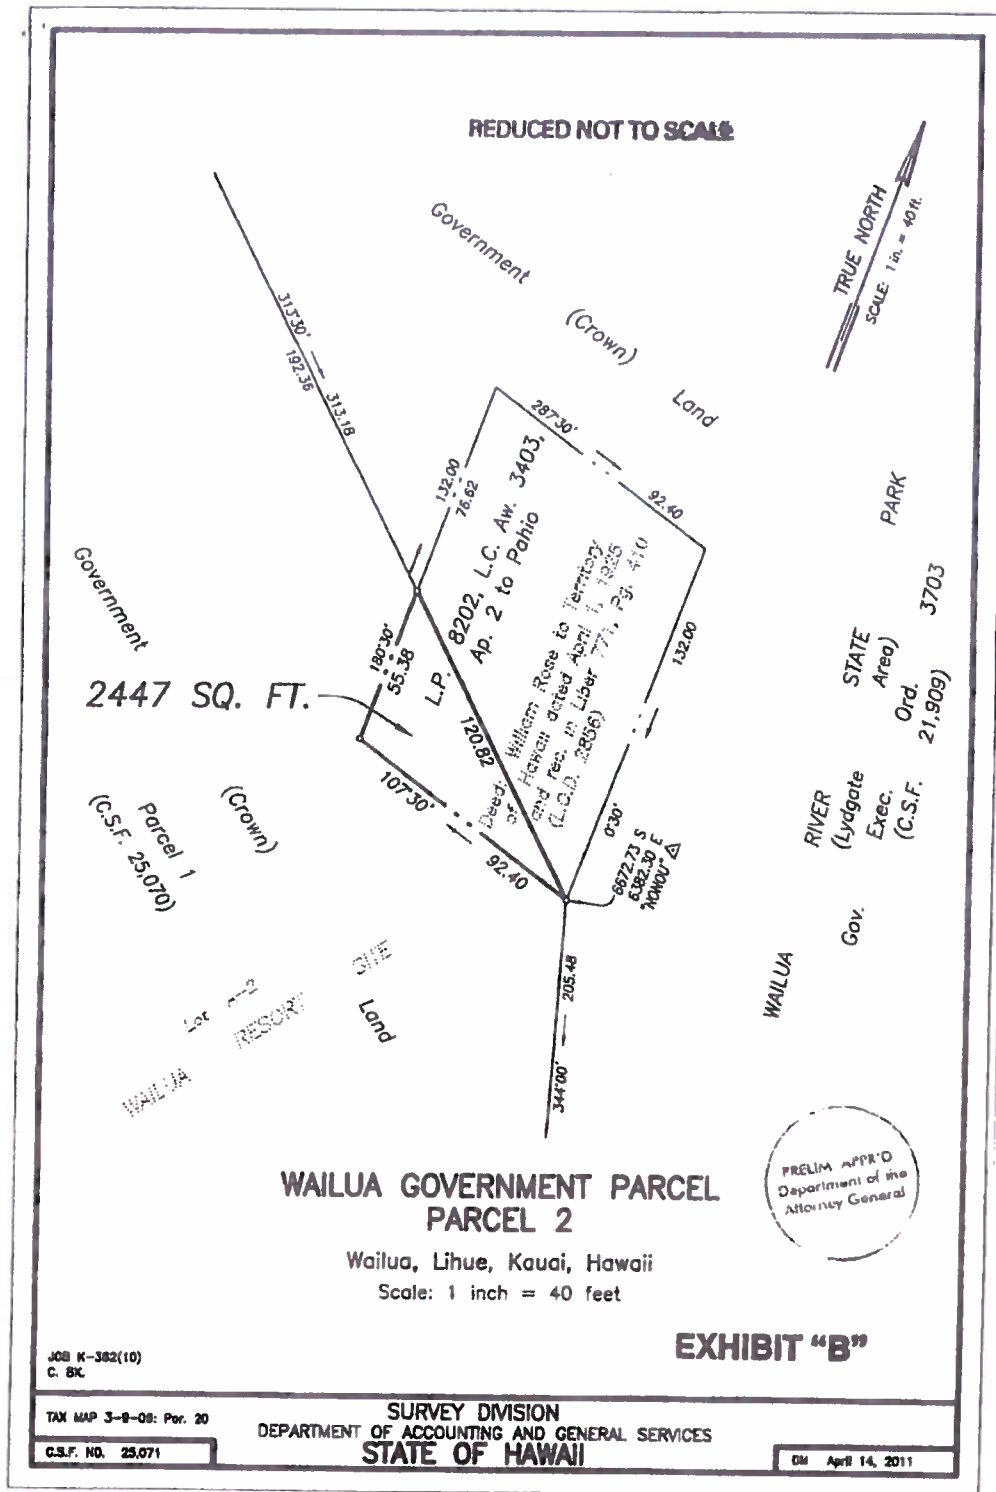 REDUCED NOT TO SCALE
TRUE NORTH
SCALE: 1 in. = 40 ft.
Government
(Crown)
Land
313°30'
192.36
313.18
287°30'
92.40
132.00
76.62
8202, L.C. Aw. 3403,
L.P.
Ap. 2 to Pahio
Deed: William Rose to Territory
of Hawaii dated April 1, 1925
and rec. in Liber 771, Pg. 410
(L.O.D. 2856)
132.00
0°30'
180°30'
55.38
120.82
107°30'
92.40
2447 SQ. FT.
6672.73 S
6382.30 E
"NONOU"
205.48
344°00'
Government
(Crown)
Land
Parcel 1
(C.S.F. 25,070)
WAILUA RESORT SITE
WAILUA RIVER STATE PARK
(Lydgate Area)
Gov. Exec. Ord. 3703
(C.S.F. 21,909)
PRELIM APPR'D
Department of the
Attorney General
WAILUA GOVERNMENT PARCEL
PARCEL 2
Wailua, Lihue, Kauai, Hawaii
Scale: 1 inch = 40 feet
EXHIBIT "B"
JOB K-382(10)
C. BK.
TAX MAP 3-9-06: Por. 20
C.S.F. NO. 25,071
SURVEY DIVISION
DEPARTMENT OF ACCOUNTING AND GENERAL SERVICES
STATE OF HAWAII
GM April 14, 2011